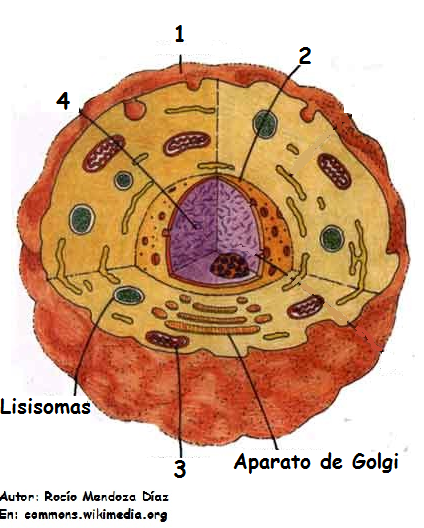 1
2
4
Lisisomas
3
Aparato de Golgi
Autor: Rocío Mendoza Díaz
En: commons.wikimedia.org